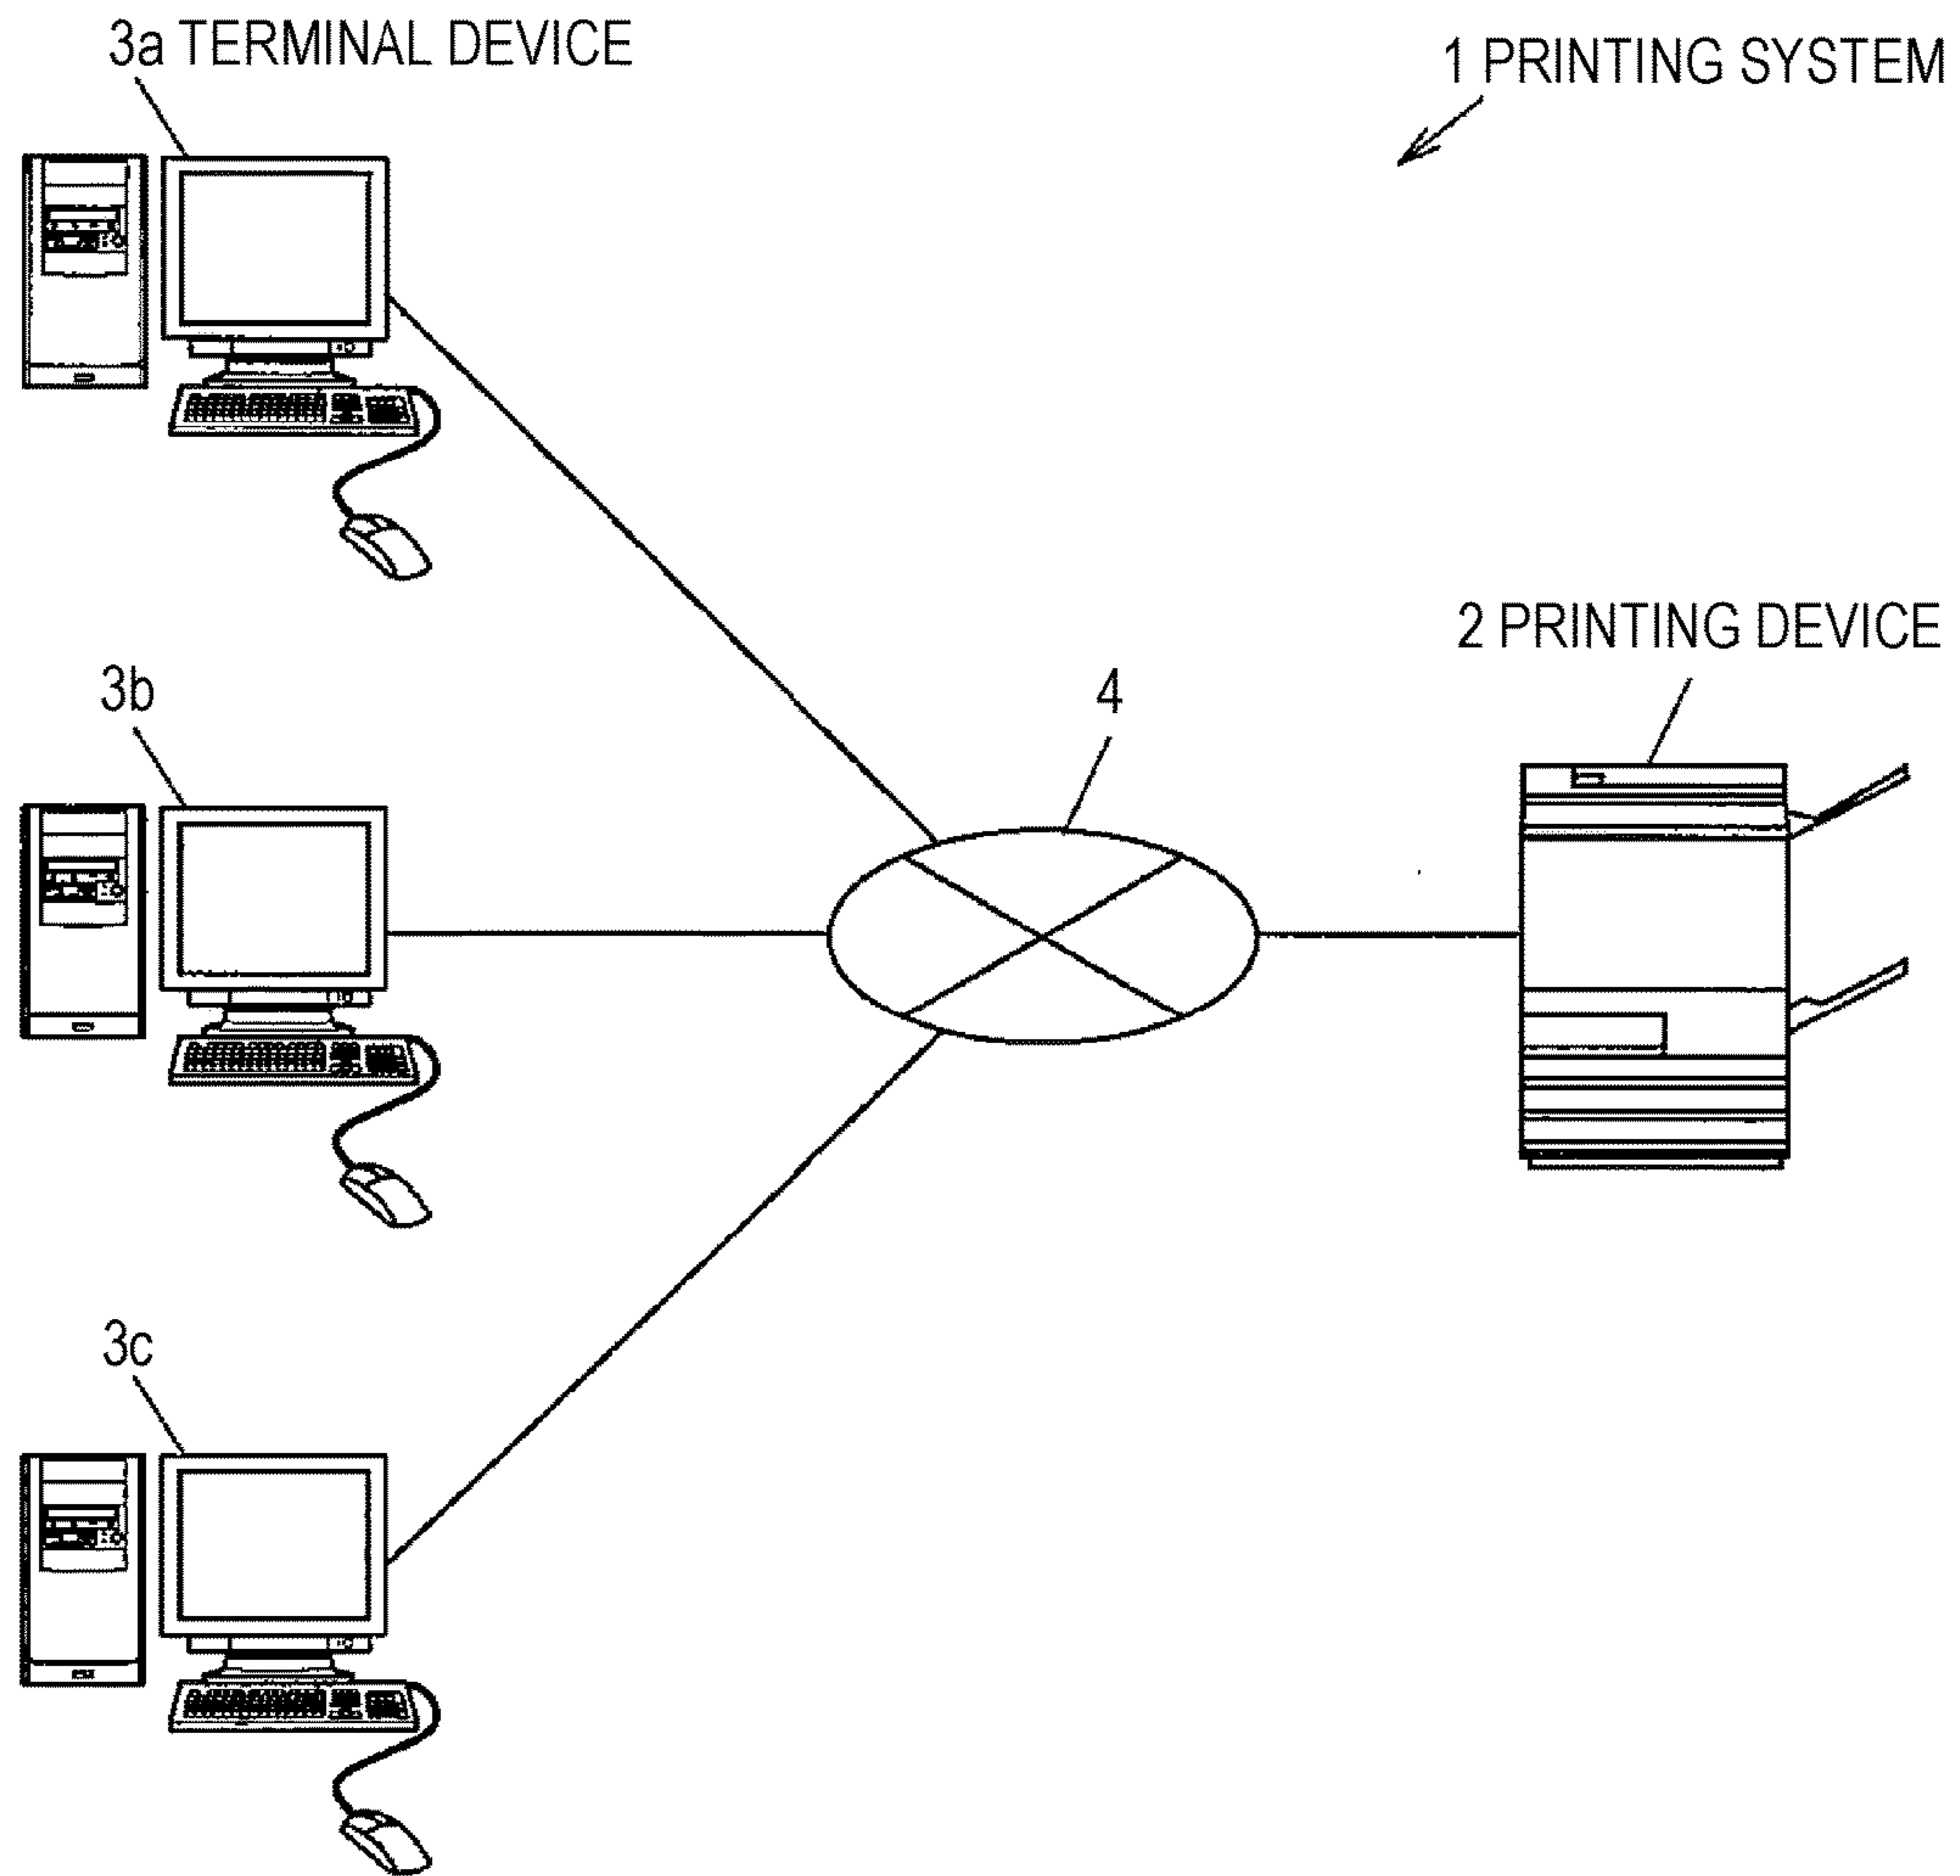 3a TERMINAL DEVICE
1 PRINTING SYSTEM
2 PRINTING DEVICE
3b
4
3c